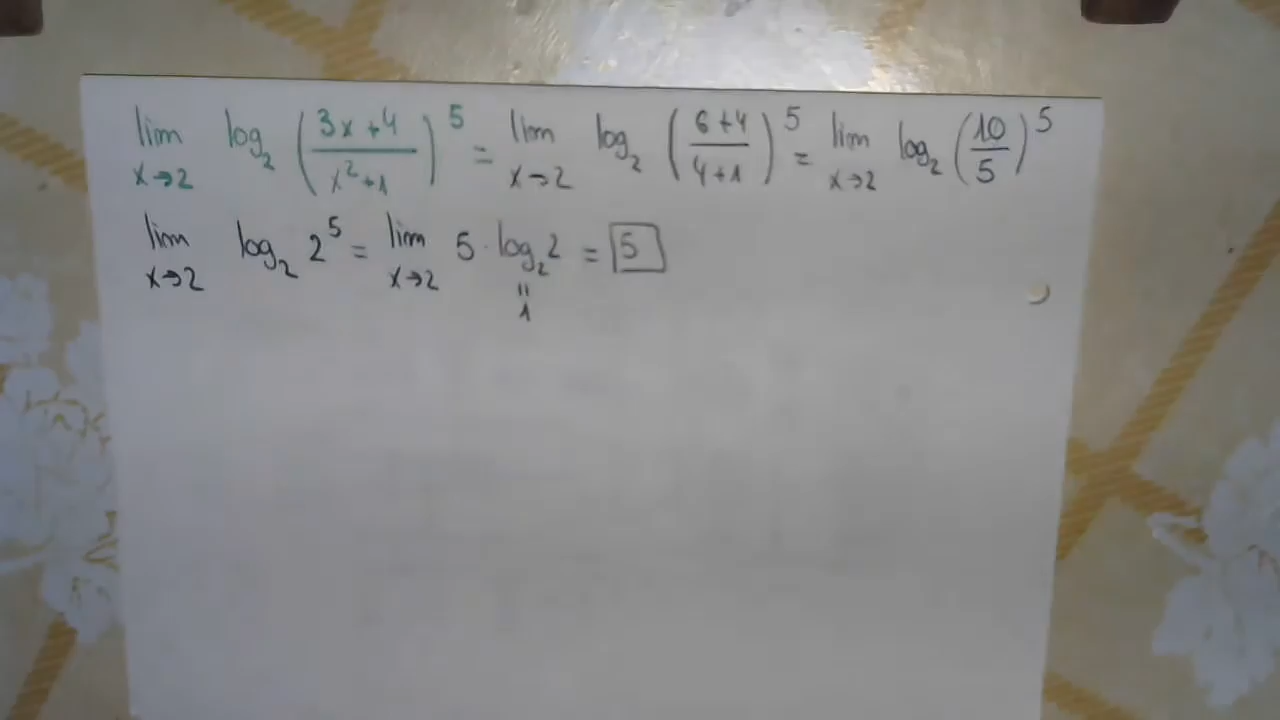 lim x→2 log₂ ((3x+4)/(x²+1))⁵ = lim x→2 log₂ ((6+4)/(4+1))⁵ = lim x→2 log₂ (10/5)⁵
lim x→2 log₂ 2⁵ = lim x→2 5 · log₂ 2 = 5
"
1